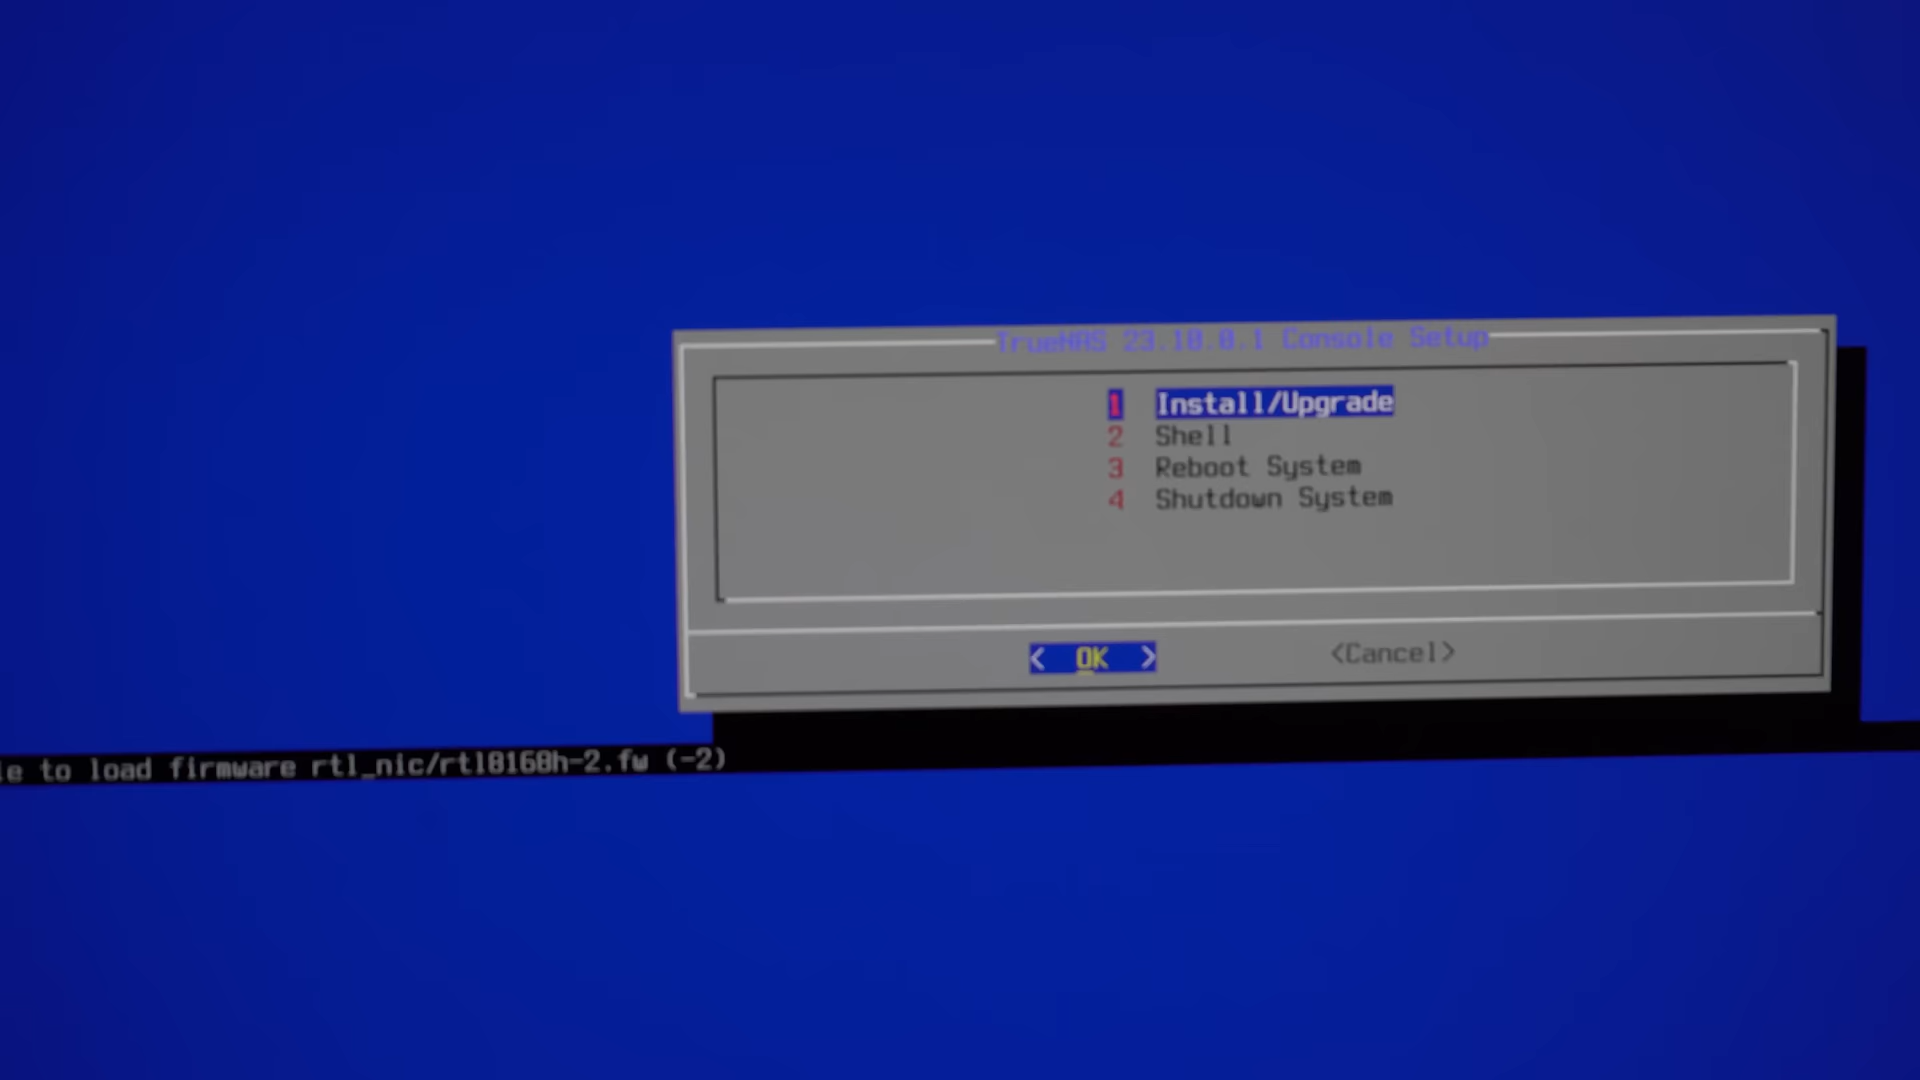 TrueNAS 23.10.0.1 Console Setup
1 Install/Upgrade
2 Shell
3 Reboot System
4 Shutdown System
< OK > <Cancel>
le to load firmware rtl_nic/rtl8168h-2.fw (-2)